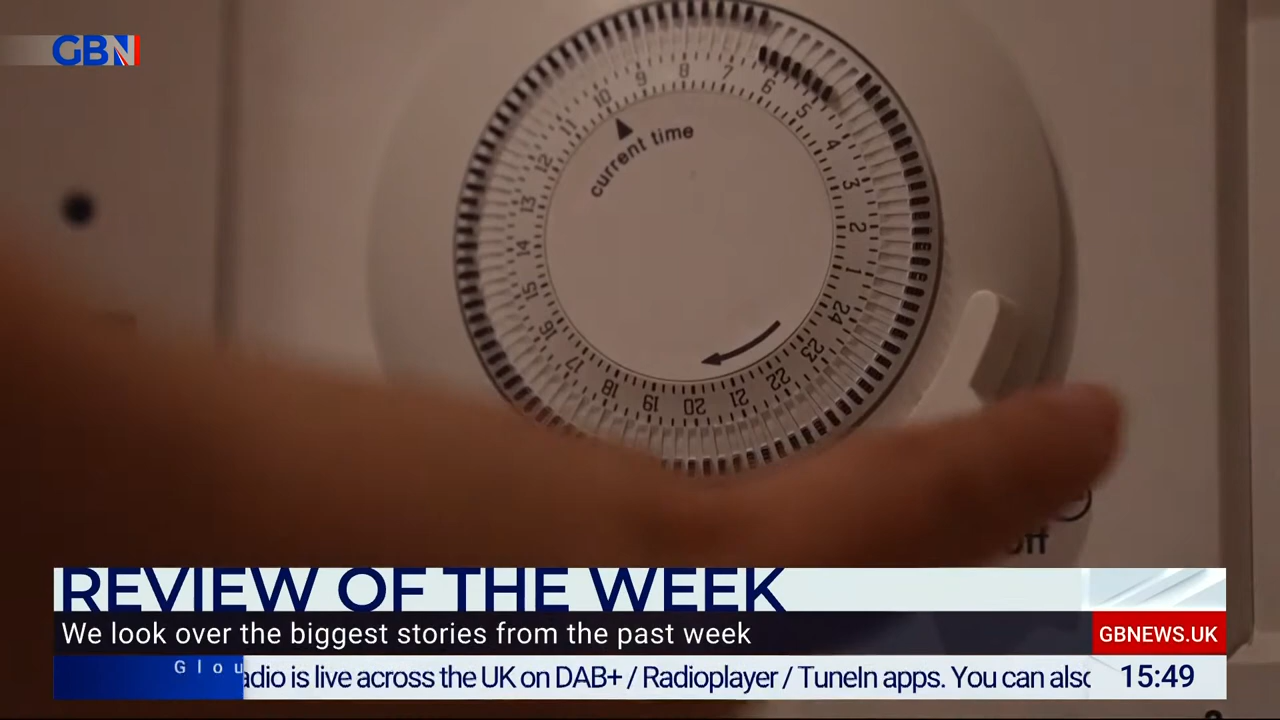 GBN
current time
1 2 3 4 5 6 7 8 9 10 11 12 13 14 15 16 17 18 19 20 21 22 23 24
off
REVIEW OF THE WEEK
We look over the biggest stories from the past week
GBNEWS.UK
Glou
adio is live across the UK on DAB+ / Radioplayer / TuneIn apps. You can also
15:49